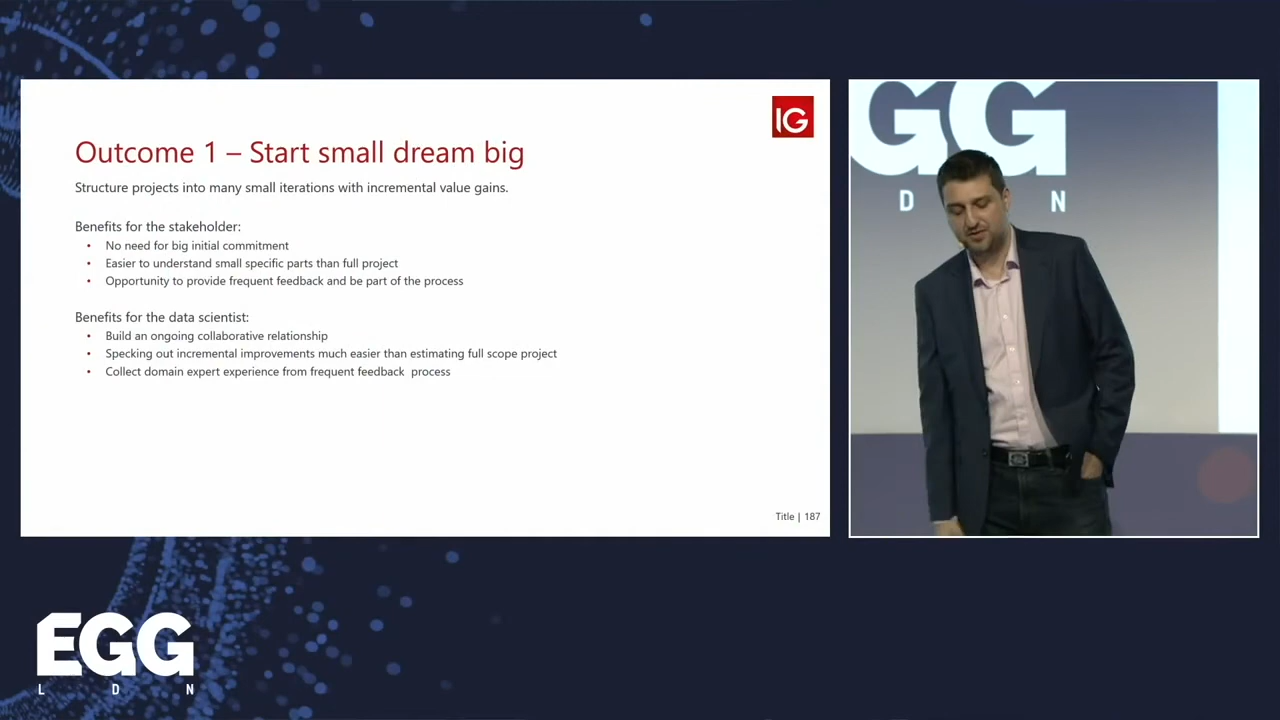 IG
Outcome 1 – Start small dream big
Structure projects into many small iterations with incremental value gains.
Benefits for the stakeholder:
• No need for big initial commitment
• Easier to understand small specific parts than full project
• Opportunity to provide frequent feedback and be part of the process
Benefits for the data scientist:
• Build an ongoing collaborative relationship
• Specking out incremental improvements much easier than estimating full scope project
• Collect domain expert experience from frequent feedback  process
Title | 187
GG
D N
EGG
L D N